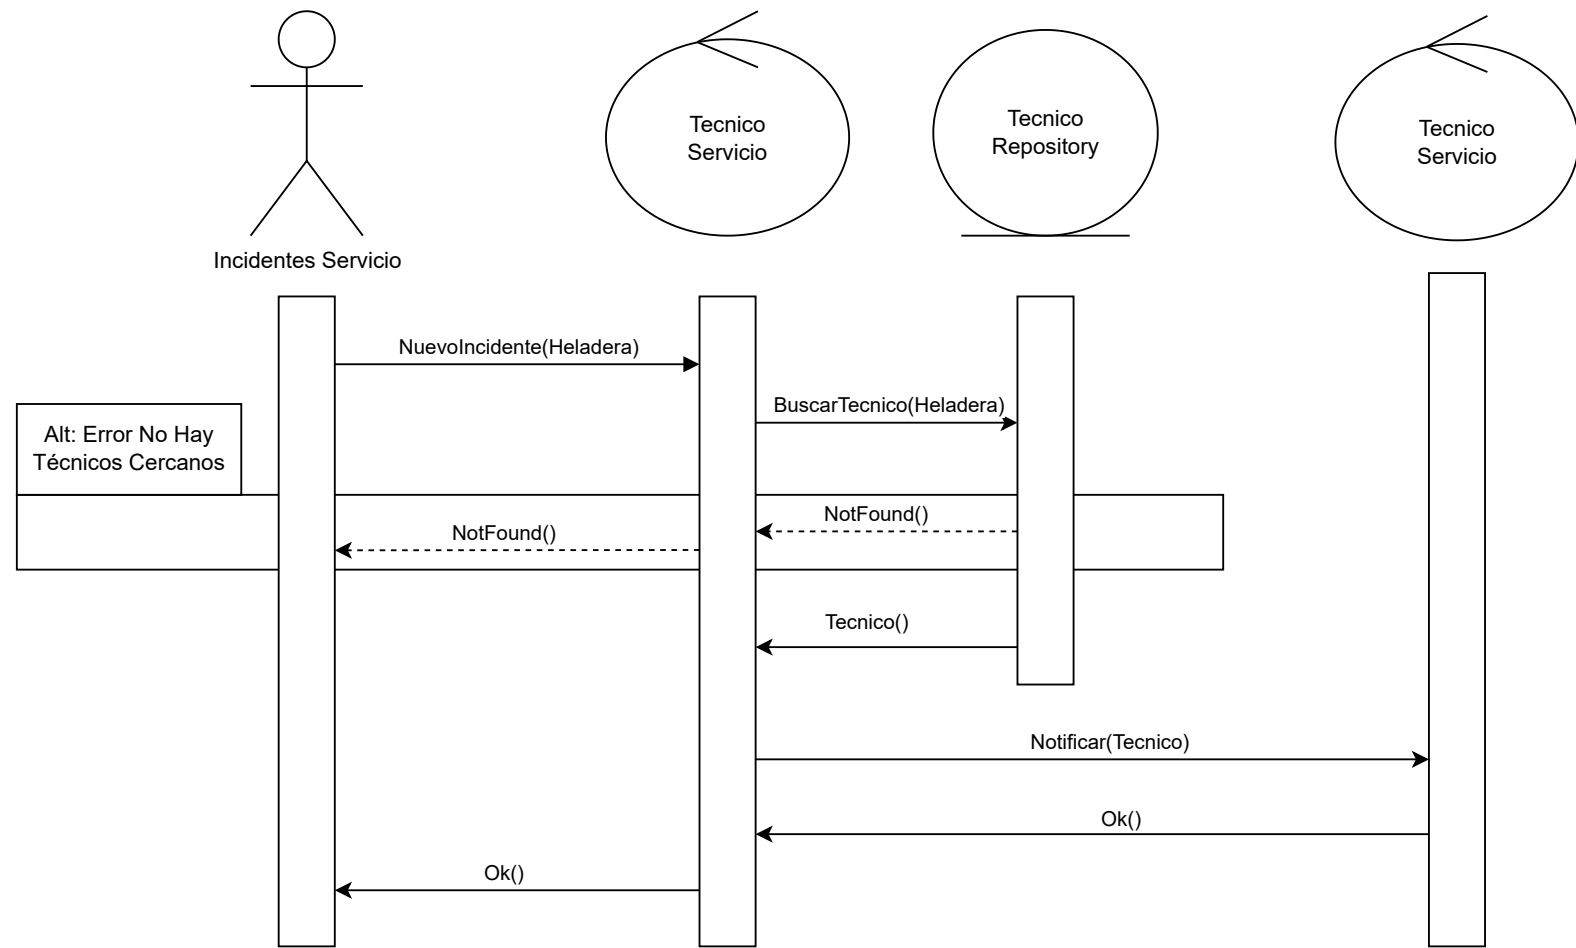 Tecnico
Servicio
Tecnico
Repository
Tecnico
Servicio
Incidentes Servicio
NuevoIncidente(Heladera)
BuscarTecnico(Heladera)
Alt: Error No Hay
Técnicos Cercanos
NotFound()
NotFound()
Tecnico()
Notificar(Tecnico)
Ok()
Ok()